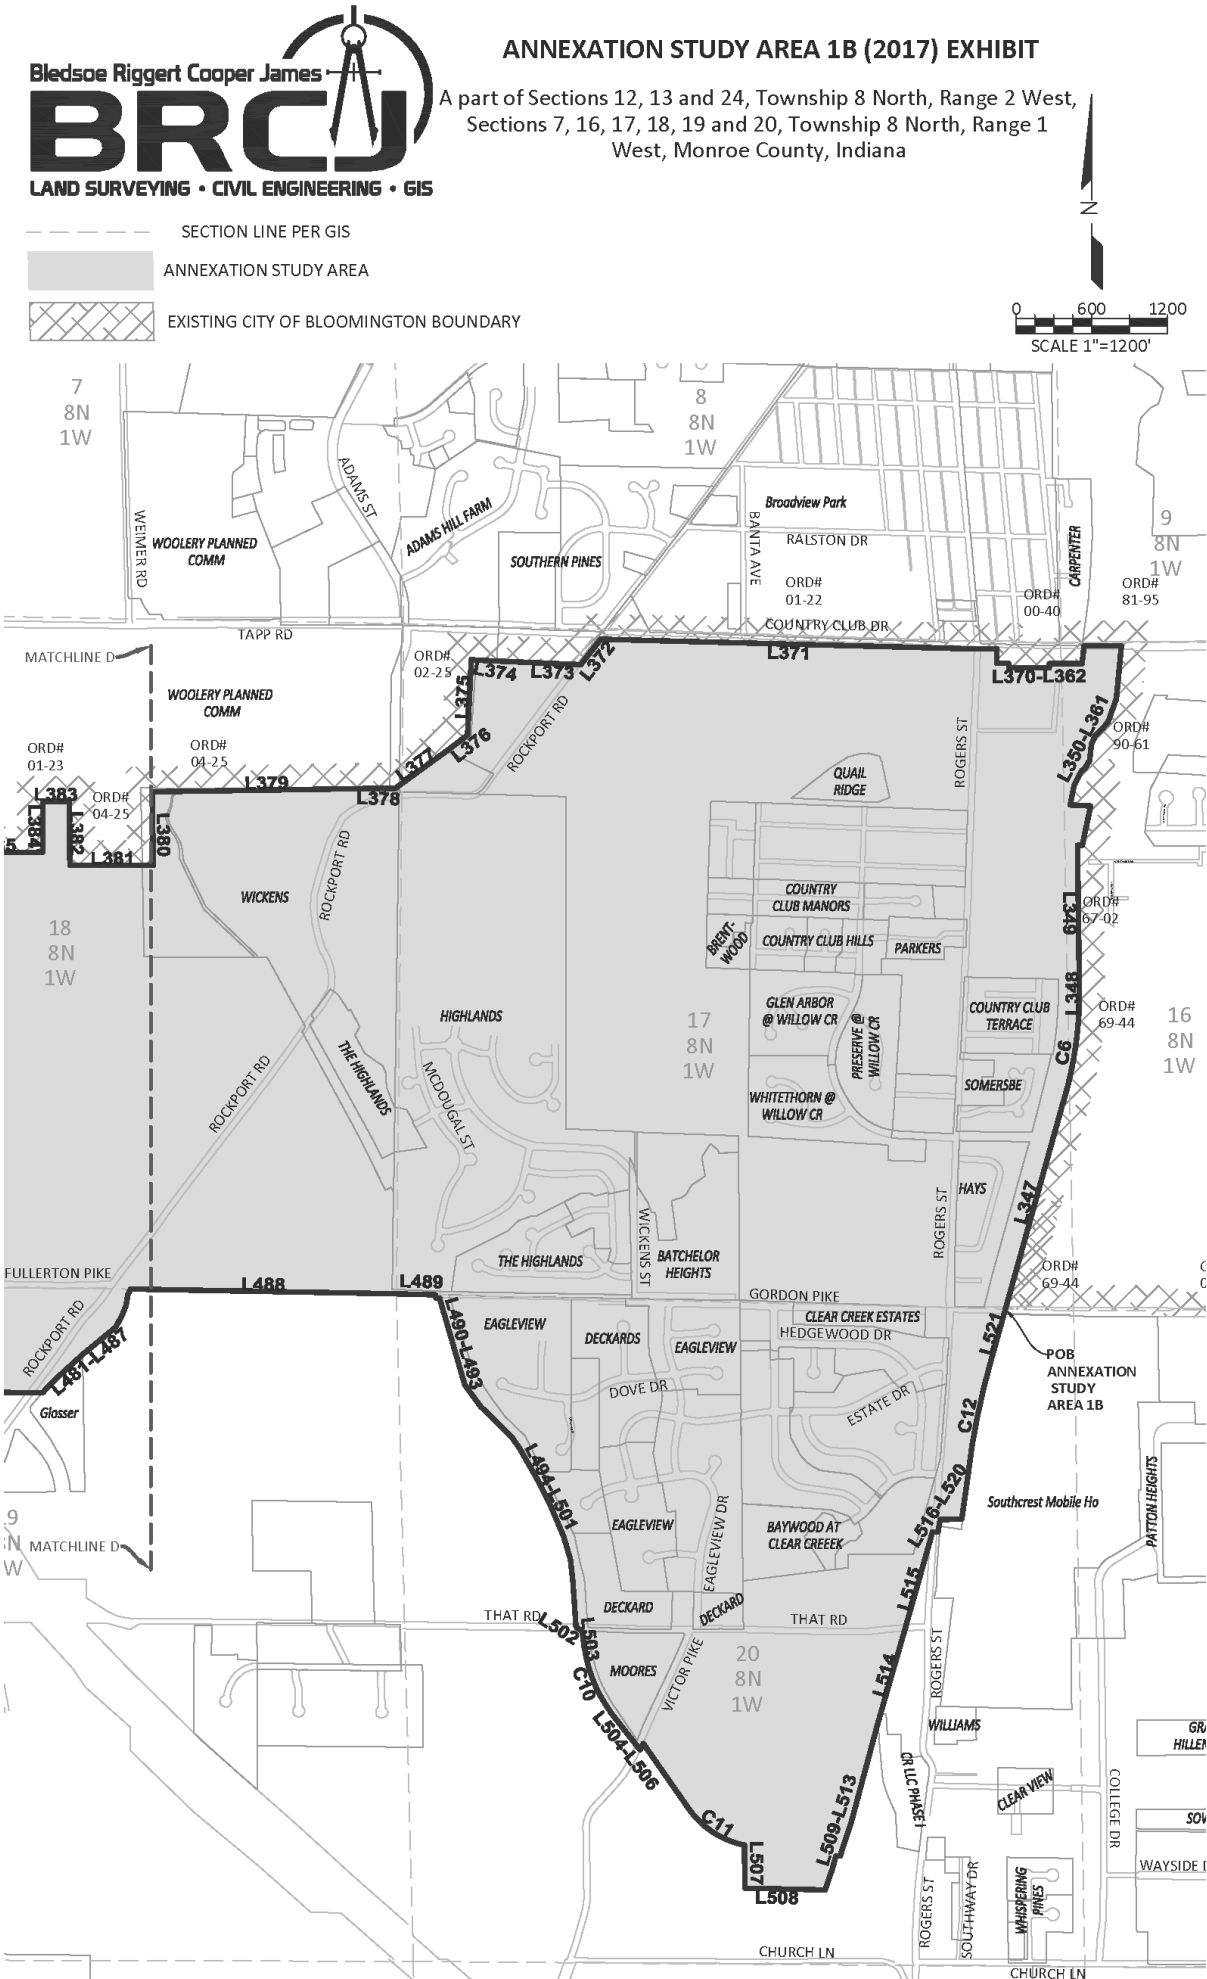 Bledsoe Riggert Cooper James
BRCJ
LAND SURVEYING • CIVIL ENGINEERING • GIS
ANNEXATION STUDY AREA 1B (2017) EXHIBIT
A part of Sections 12, 13 and 24, Township 8 North, Range 2 West,
Sections 7, 16, 17, 18, 19 and 20, Township 8 North, Range 1
West, Monroe County, Indiana
N
SECTION LINE PER GIS
ANNEXATION STUDY AREA
EXISTING CITY OF BLOOMINGTON BOUNDARY
0 600 1200
SCALE 1"=1200'
7
8N
1W
8
8N
1W
9
8N
1W
ADAMS ST
ADAMS HILL FARM
WEIMER RD
WOOLERY PLANNED
COMM
SOUTHERN PINES
Broadview Park
BANTA AVE
RALSTON DR
CARPENTER
ORD#
01-22
ORD#
00-40
ORD#
81-95
COUNTRY CLUB DR
TAPP RD
MATCHLINE D
ORD#
02-25
L372
L371
L370-L362
L374
L373
L375
WOOLERY PLANNED
COMM
ROCKPORT RD
ROGERS ST
L350-L361
ORD#
90-61
ORD#
01-23
ORD#
04-25
L376
L377
L379
L378
QUAIL
RIDGE
L383
ORD#
04-25
L384
L382
L380
L381
5
ROCKPORT RD
WICKENS
COUNTRY
CLUB MANORS
L349
ORD#
67-02
18
8N
1W
BRENT-
WOOD
COUNTRY CLUB HILLS
PARKERS
L348
HIGHLANDS
17
8N
1W
GLEN ARBOR
@ WILLOW CR
PRESERVE @
WILLOW CR
COUNTRY CLUB
TERRACE
ORD#
69-44
16
8N
1W
C6
THE HIGHLANDS
MCDOUGAL ST
ROCKPORT RD
WHITETHORN @
WILLOW CR
SOMERSBE
HAYS
L347
ROGERS ST
THE HIGHLANDS
WICKENS ST
BATCHELOR
HEIGHTS
ORD#
69-44
C
0
FULLERTON PIKE
L488
L489
GORDON PIKE
CLEAR CREEK ESTATES
HEDGEWOOD DR
ROCKPORT RD
L481-L487
L490-L493
EAGLEVIEW
DECKARDS
EAGLEVIEW
L521
POB
ANNEXATION
STUDY
AREA 1B
DOVE DR
ESTATE DR
C12
Glosser
L494-L501
L516-L520
Southcrest Mobile Ho
PATTON HEIGHTS
9
N
W
MATCHLINE D
EAGLEVIEW
EAGLEVIEW DR
BAYWOOD AT
CLEAR CREEEK
L515
THAT RD
L502
L503
DECKARD
DECKARD
THAT RD
MOORES
VICTOR PIKE
20
8N
1W
ROGERS ST
C10
L514
L504-L506
WILLIAMS
GRA
HILLEN
CR LLC PHASE I
CLEAR VIEW
COLLEGE DR
C11
L509-L513
SOV
L507
L508
WAYSIDE D
ROGERS ST
SOUTHWAY DR
WHISPERING
PINES
CHURCH LN
CHURCH LN